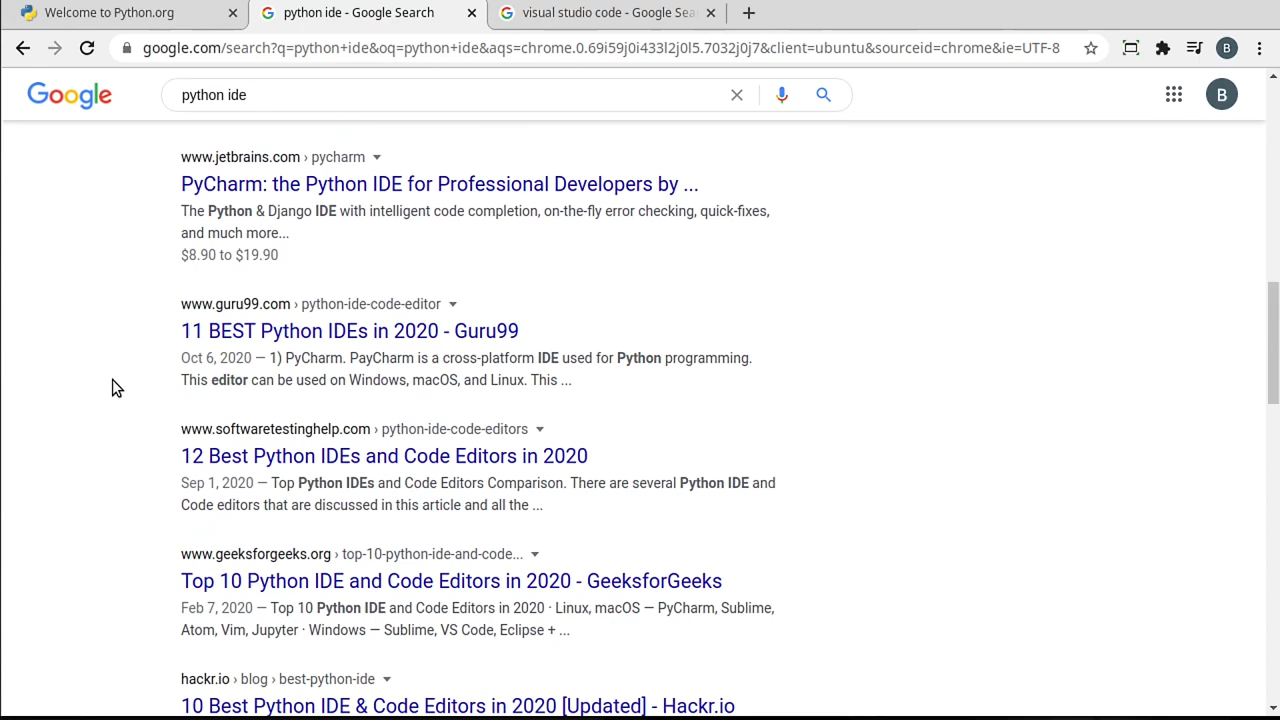 Welcome to Python.org
python ide - Google Search
visual studio code - Google Sea
google.com/search?q=python+ide&oq=python+ide&aqs=chrome.0.69i59j0i433l2j0l5.7032j0j7&client=ubuntu&sourceid=chrome&ie=UTF-8
B
Google
python ide
B
www.jetbrains.com › pycharm
PyCharm: the Python IDE for Professional Developers by ...
The Python & Django IDE with intelligent code completion, on-the-fly error checking, quick-fixes,
and much more...
$8.90 to $19.90
www.guru99.com › python-ide-code-editor
11 BEST Python IDEs in 2020 - Guru99
Oct 6, 2020 — 1) PyCharm. PayCharm is a cross-platform IDE used for Python programming.
This editor can be used on Windows, macOS, and Linux. This ...
www.softwaretestinghelp.com › python-ide-code-editors
12 Best Python IDEs and Code Editors in 2020
Sep 1, 2020 — Top Python IDEs and Code Editors Comparison. There are several Python IDE and
Code editors that are discussed in this article and all the ...
www.geeksforgeeks.org › top-10-python-ide-and-code...
Top 10 Python IDE and Code Editors in 2020 - GeeksforGeeks
Feb 7, 2020 — Top 10 Python IDE and Code Editors in 2020 · Linux, macOS — PyCharm, Sublime,
Atom, Vim, Jupyter · Windows — Sublime, VS Code, Eclipse + ...
hackr.io › blog › best-python-ide
10 Best Python IDE & Code Editors in 2020 [Updated] - Hackr.io